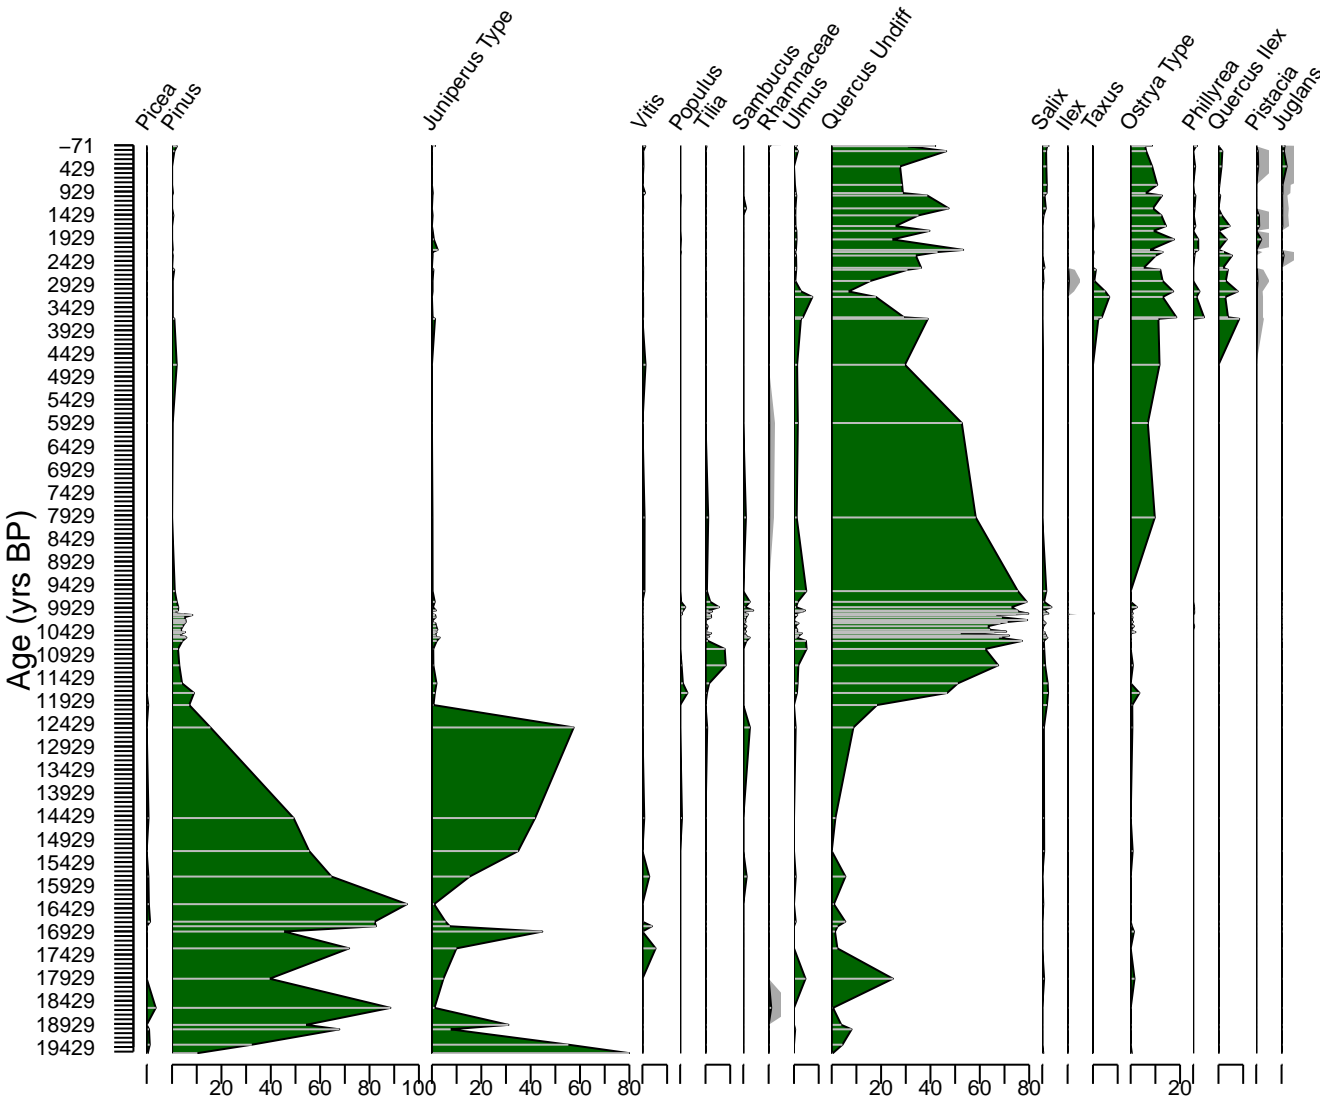 Picea
Pinus
Juniperus Type
Vitis
Populus
Tilia
Sambucus
Rhamnaceae
Ulmus
Quercus Undiff
Salix
Ilex
Taxus
Ostrya Type
Phillyrea
Quercus Ilex
Pistacia
Juglans
Age (yrs BP)
−71
429
929
1429
1929
2429
2929
3429
3929
4429
4929
5429
5929
6429
6929
7429
7929
8429
8929
9429
9929
10429
10929
11429
11929
12429
12929
13429
13929
14429
14929
15429
15929
16429
16929
17429
17929
18429
18929
19429
20 40 60 80 100 20 40 60 80 20 40 60 80 20